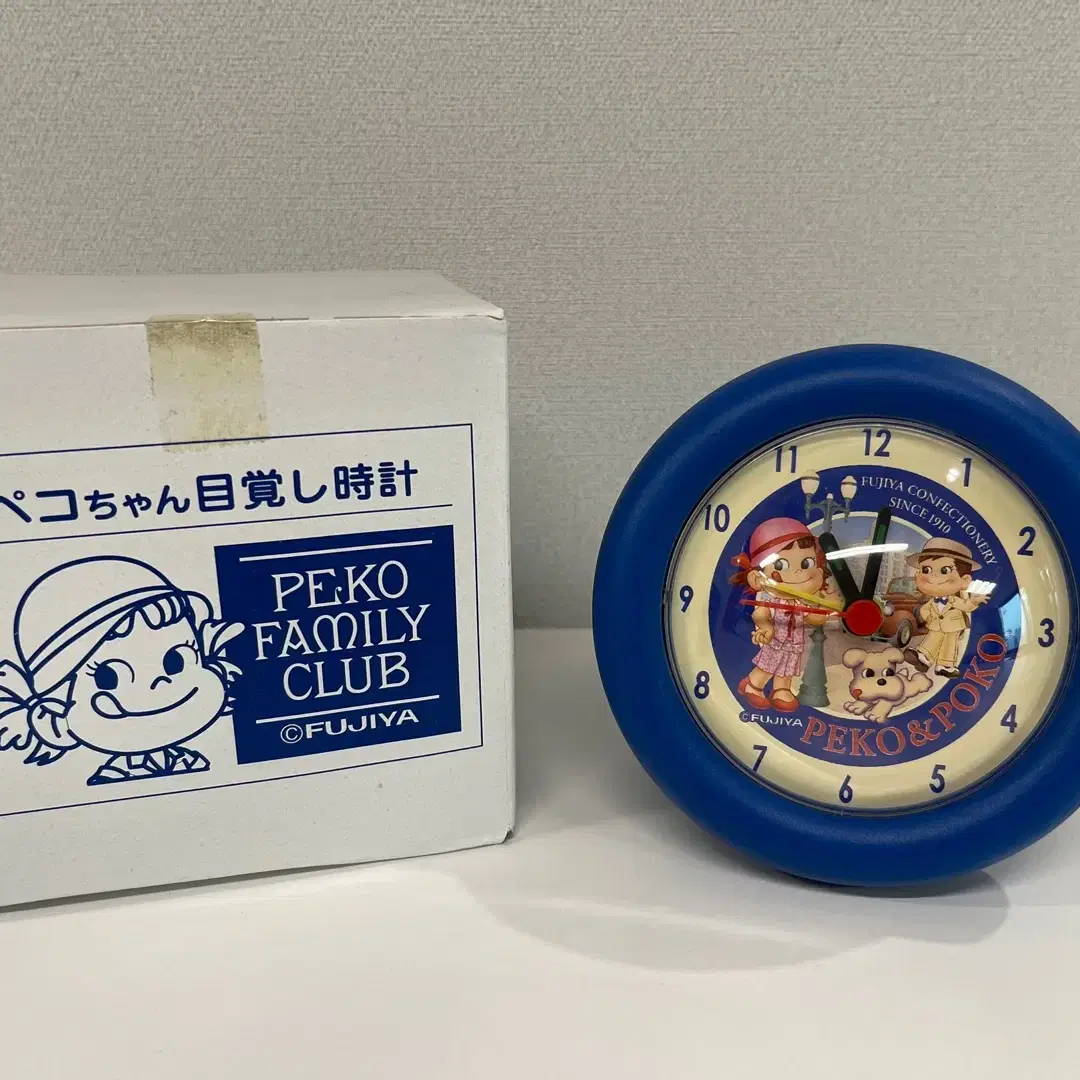 ペコちゃん目覚し時計
PEKO
FAMILY
CLUB
©FUJIYA
12
1
2
3
4
5
6
7
8
9
10
11
FUJIYA CONFECTIONERY
SINCE 1910
©FUJIYA
PEKO&POKO